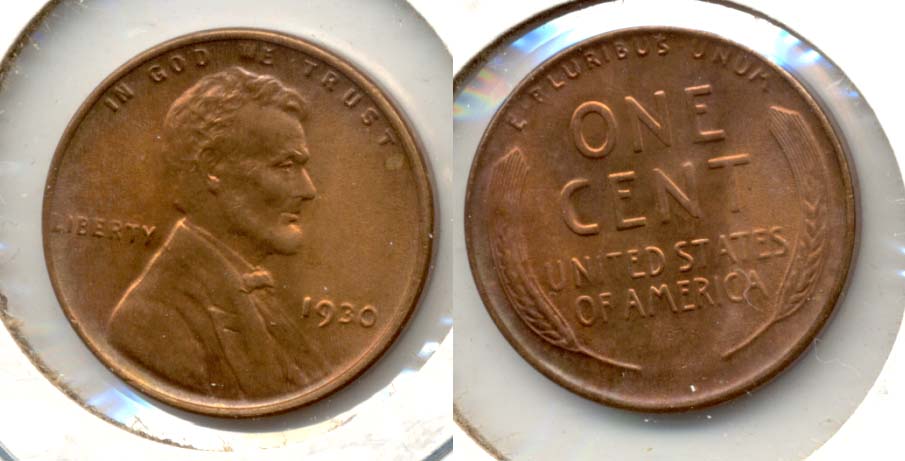 IN GOD WE TRUST
LIBERTY
1930
E PLURIBUS UNUM
ONE
CENT
UNITED STATES
OF AMERICA